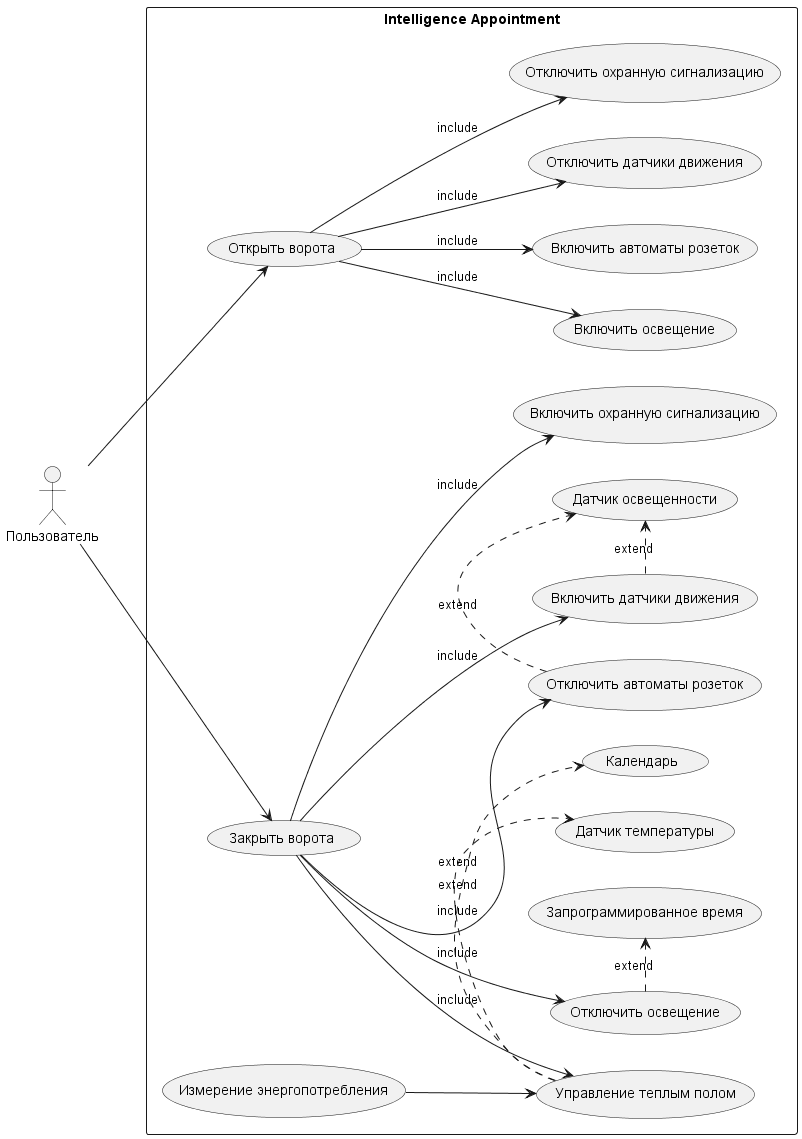 Intelligence Appointment
Отключить охранную сигнализацию
include
Отключить датчики движения
include
Открыть ворота
include
Включить автоматы розеток
include
Включить освещение
Включить охранную сигнализацию
include
Датчик освещенности
Пользователь
extend
Включить датчики движения
extend
include
Отключить автоматы розеток
Календарь
Закрыть ворота
Датчик температуры
extend
extend
include
Запрограммированное время
include
extend
include
Отключить освещение
Измерение энергопотребления
Управление теплым полом